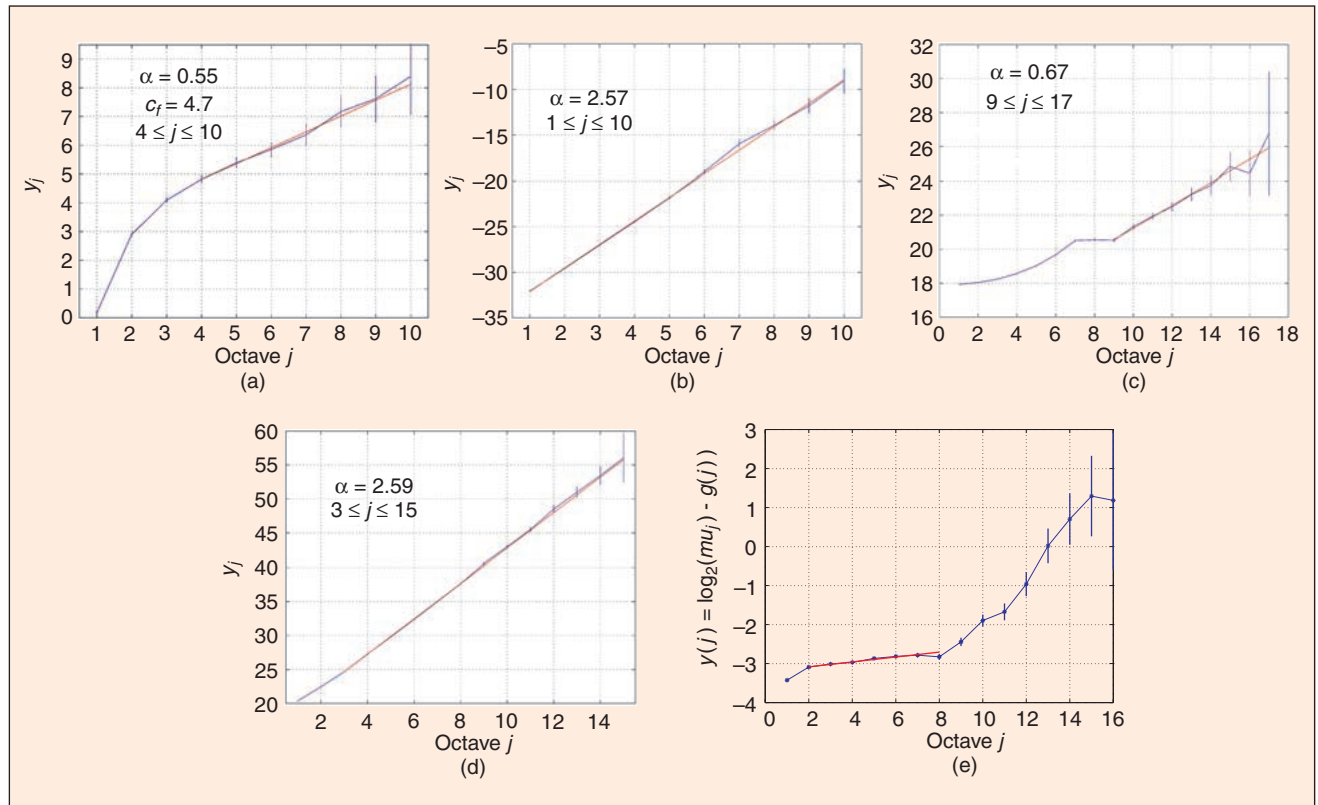 α = 0.55
c_f = 4.7
4 ≤ j ≤ 10
y_j
9
8
7
6
5
4
3
2
1
0
1 2 3 4 5 6 7 8 9 10
Octave j
(a)
α = 2.57
1 ≤ j ≤ 10
y_j
−5
−10
−15
−20
−25
−30
−35
1 2 3 4 5 6 7 8 9 10
Octave j
(b)
α = 0.67
9 ≤ j ≤ 17
y_j
32
30
28
26
24
22
20
18
16
0 2 4 6 8 10 12 14 16 18
Octave j
(c)
α = 2.59
3 ≤ j ≤ 15
y_j
60
55
50
45
40
35
30
25
20
2 4 6 8 10 12 14
Octave j
(d)
y(j) = log₂(mu_j) - g(j))
3
2
1
0
−1
−2
−3
−4
0 2 4 6 8 10 12 14 16
Octave j
(e)